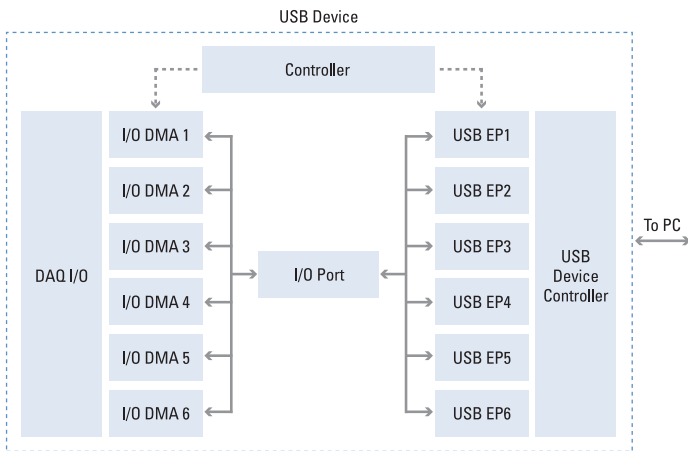 USB Device
Controller
I/O DMA 1
USB EP1
I/O DMA 2
USB EP2
To PC
I/O DMA 3
USB EP3
DAQ I/O
I/O Port
USB
Device
Controller
I/O DMA 4
USB EP4
I/O DMA 5
USB EP5
I/O DMA 6
USB EP6